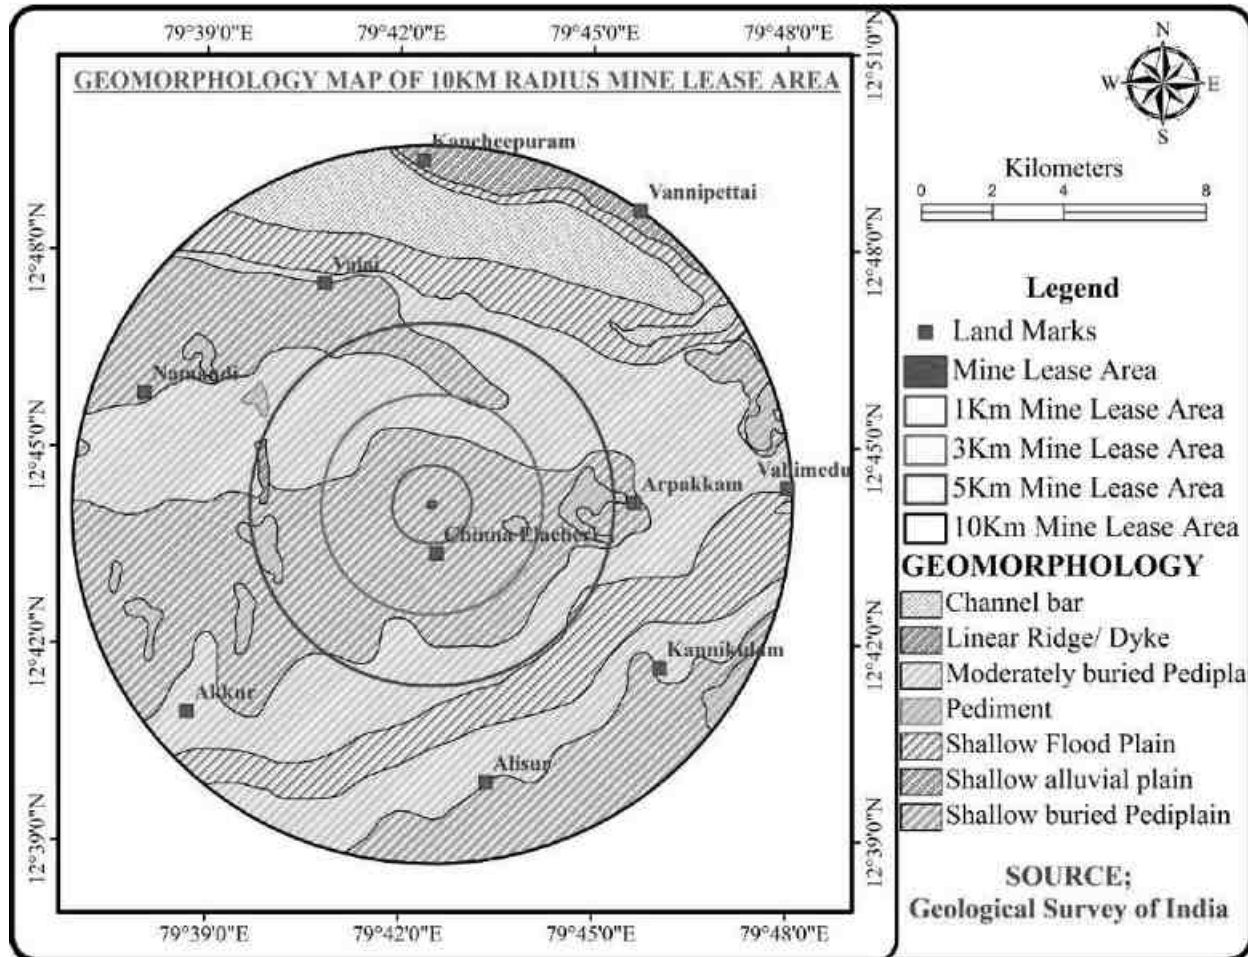 79°39'0"E 79°42'0"E 79°45'0"E 79°48'0"E
GEOMORPHOLOGY MAP OF 10KM RADIUS MINE LEASE AREA
12°51'0"N
12°48'0"N 12°48'0"N
12°45'0"N 12°45'0"N
12°42'0"N 12°42'0"N
12°39'0"N 12°39'0"N
Kancheepuram
Vannipettai
Arpakkam
Chinna Elacheri
Kannikulam
Akkur
Alisur
79°39'0"E 79°42'0"E 79°45'0"E 79°48'0"E
N
W E
S
Kilometers
0 2 4 8
Legend
Land Marks
Mine Lease Area
1Km Mine Lease Area
3Km Mine Lease Area
5Km Mine Lease Area
10Km Mine Lease Area
GEOMORPHOLOGY
Channel bar
Linear Ridge/ Dyke
Moderately buried Pedipla
Pediment
Shallow Flood Plain
Shallow alluvial plain
Shallow buried Pediplain
SOURCE;
Geological Survey of India